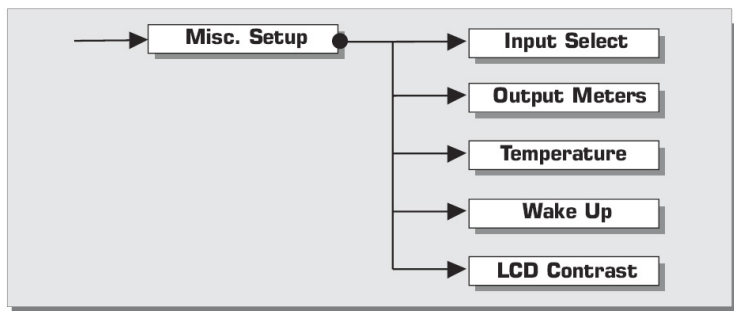 Misc. Setup
Input Select
Output Meters
Temperature
Wake Up
LCD Contrast